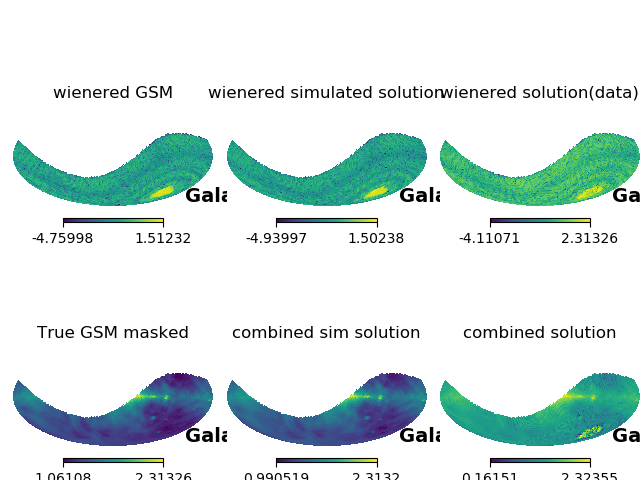 wienered GSM
wienered simulated solution
wienered solution(data)
Gala
Gala
Ga
-4.75998 1.51232
-4.93997 1.50238
-4.11071 2.31326
True GSM masked
combined sim solution
combined solution
Gala
Gala
Ga
1.06108 2.31326
0.990519 2.3132
0.16151 2.32355